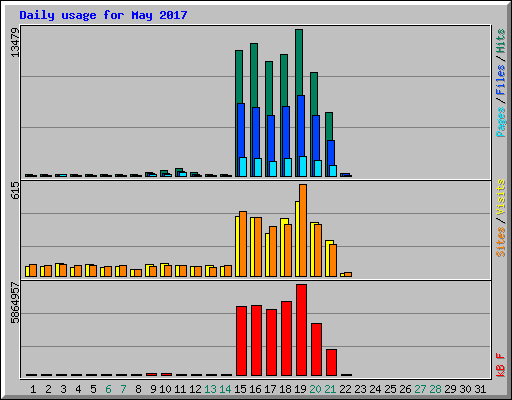 Daily usage for May 2017
13479
Pages/Files/Hits
615
Sites/Visits
5864957
kB F
1 2 3 4 5 6 7 8 9 10 11 12 13 14 15 16 17 18 19 20 21 22 23 24 25 26 27 28 29 30 31